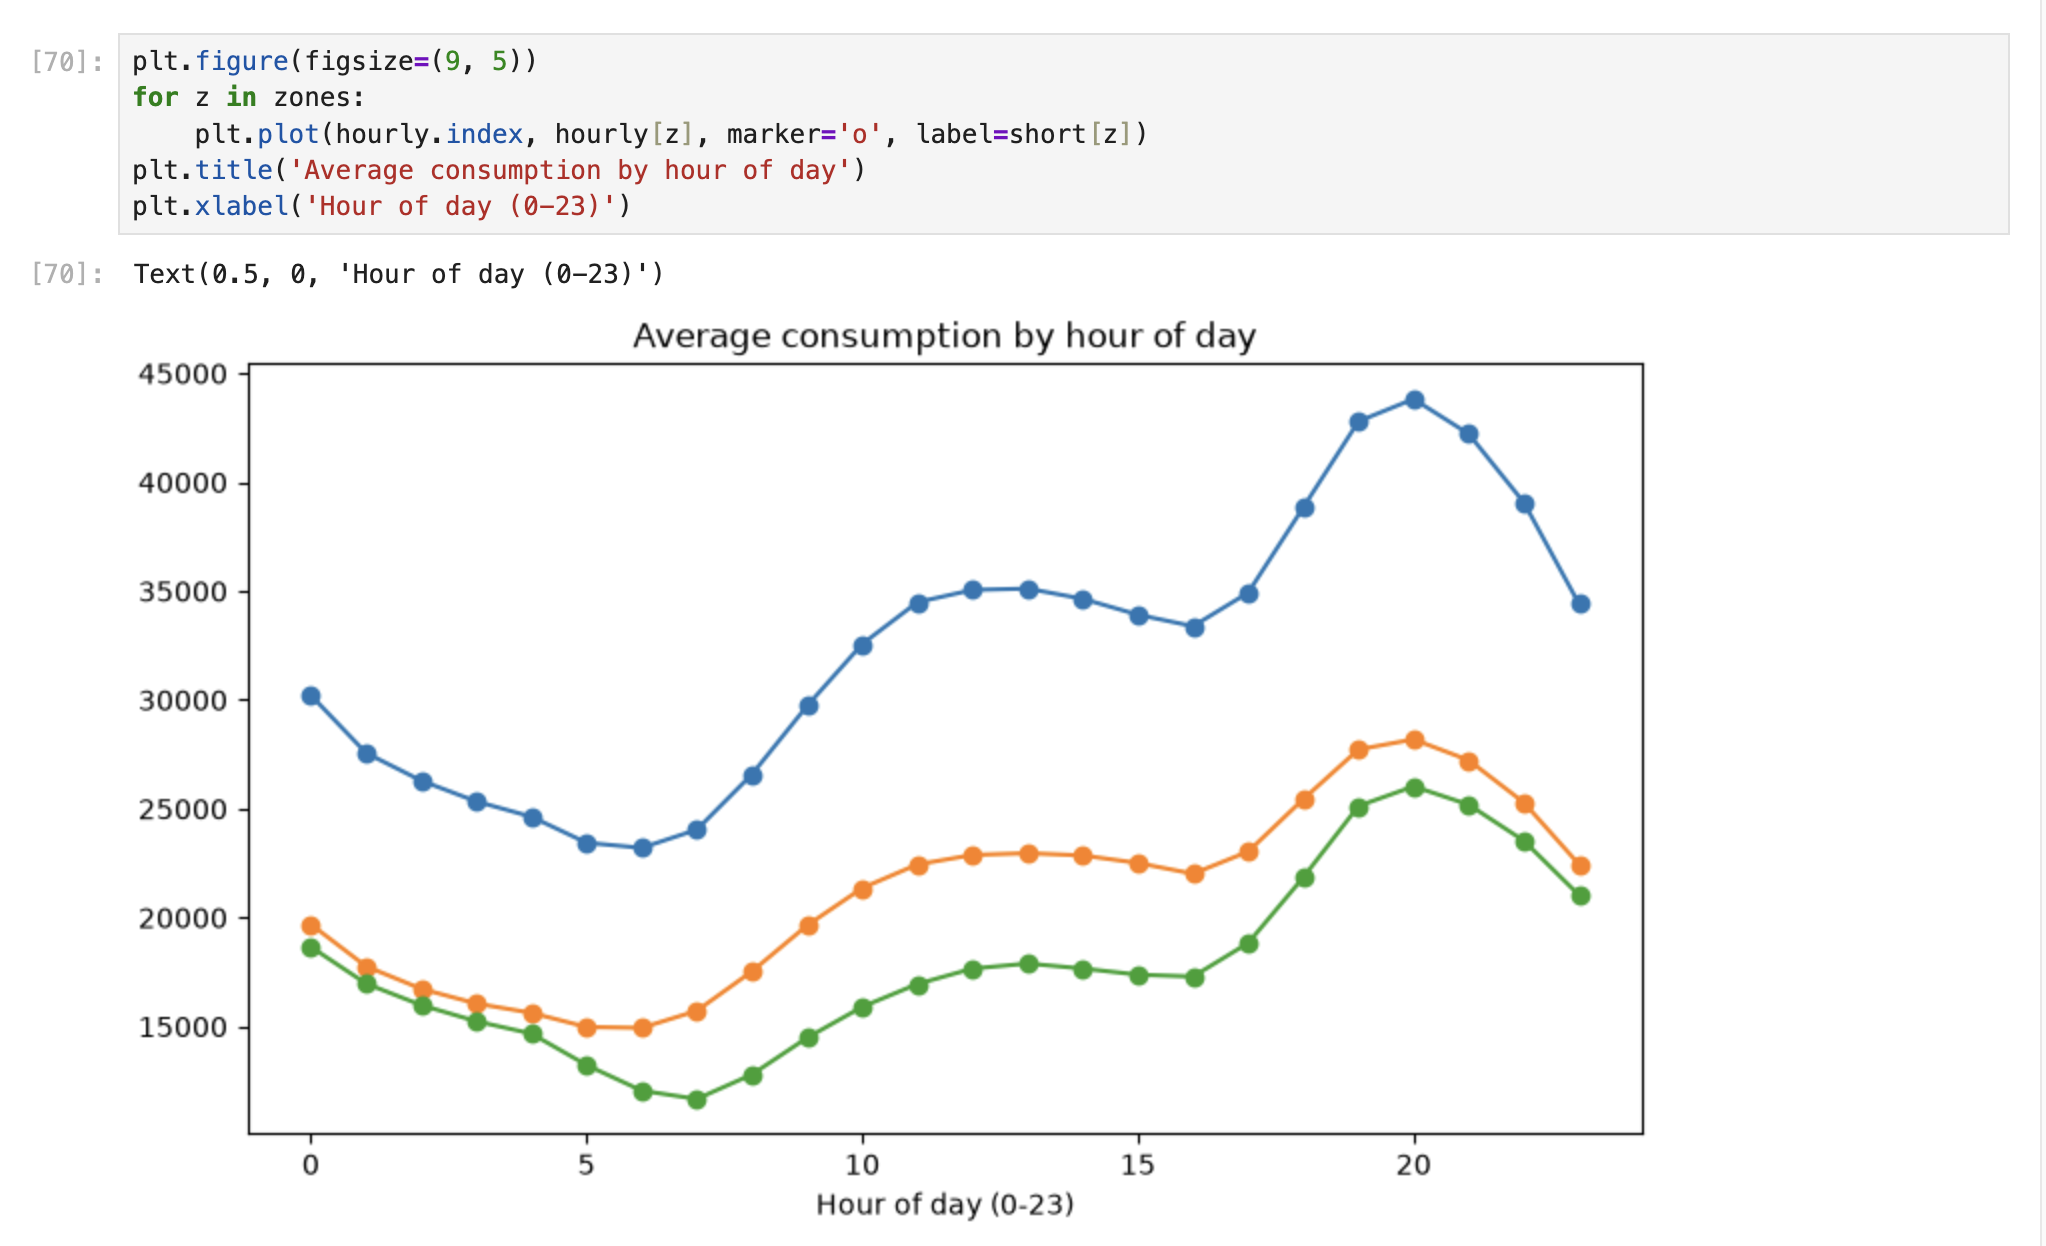 [70]: plt.figure(figsize=(9, 5))
for z in zones:
    plt.plot(hourly.index, hourly[z], marker='o', label=short[z])
plt.title('Average consumption by hour of day')
plt.xlabel('Hour of day (0-23)')
[70]: Text(0.5, 0, 'Hour of day (0-23)')
Average consumption by hour of day
45000
40000
35000
30000
25000
20000
15000
0 5 10 15 20
Hour of day (0-23)